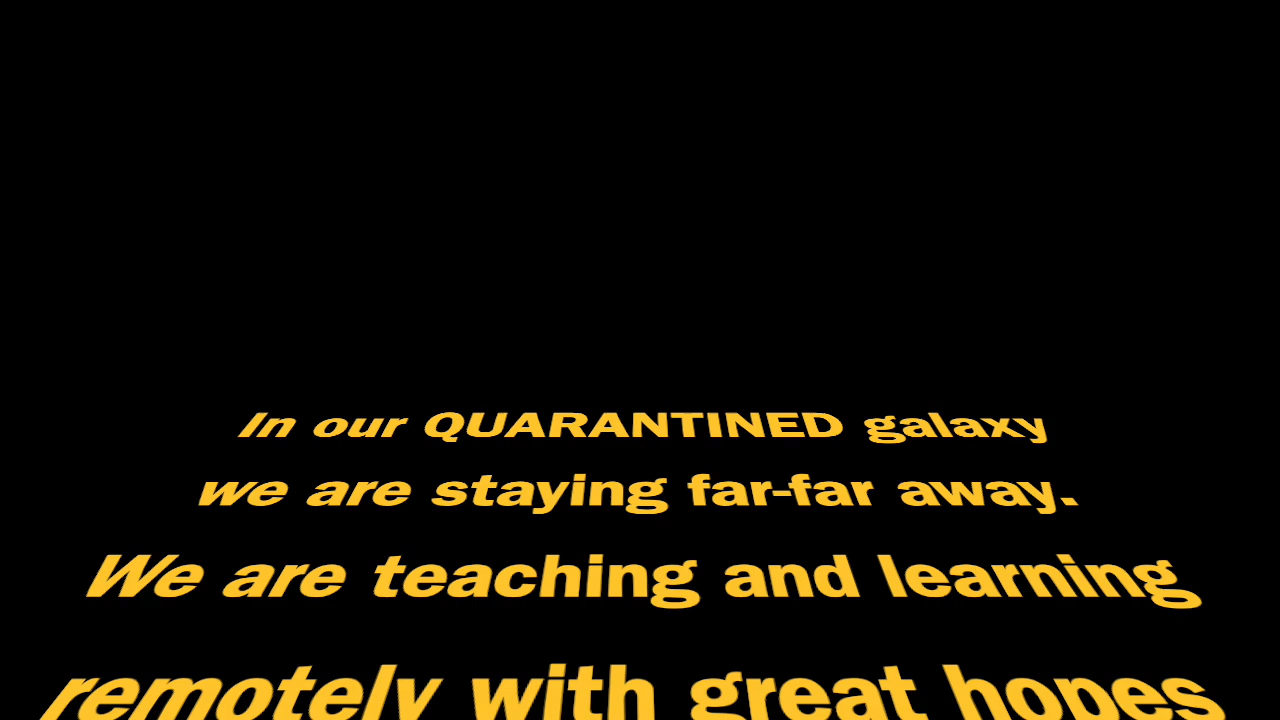 In our QUARANTINED galaxy
we are staying far-far away.
We are teaching and learning
remotely with great hopes